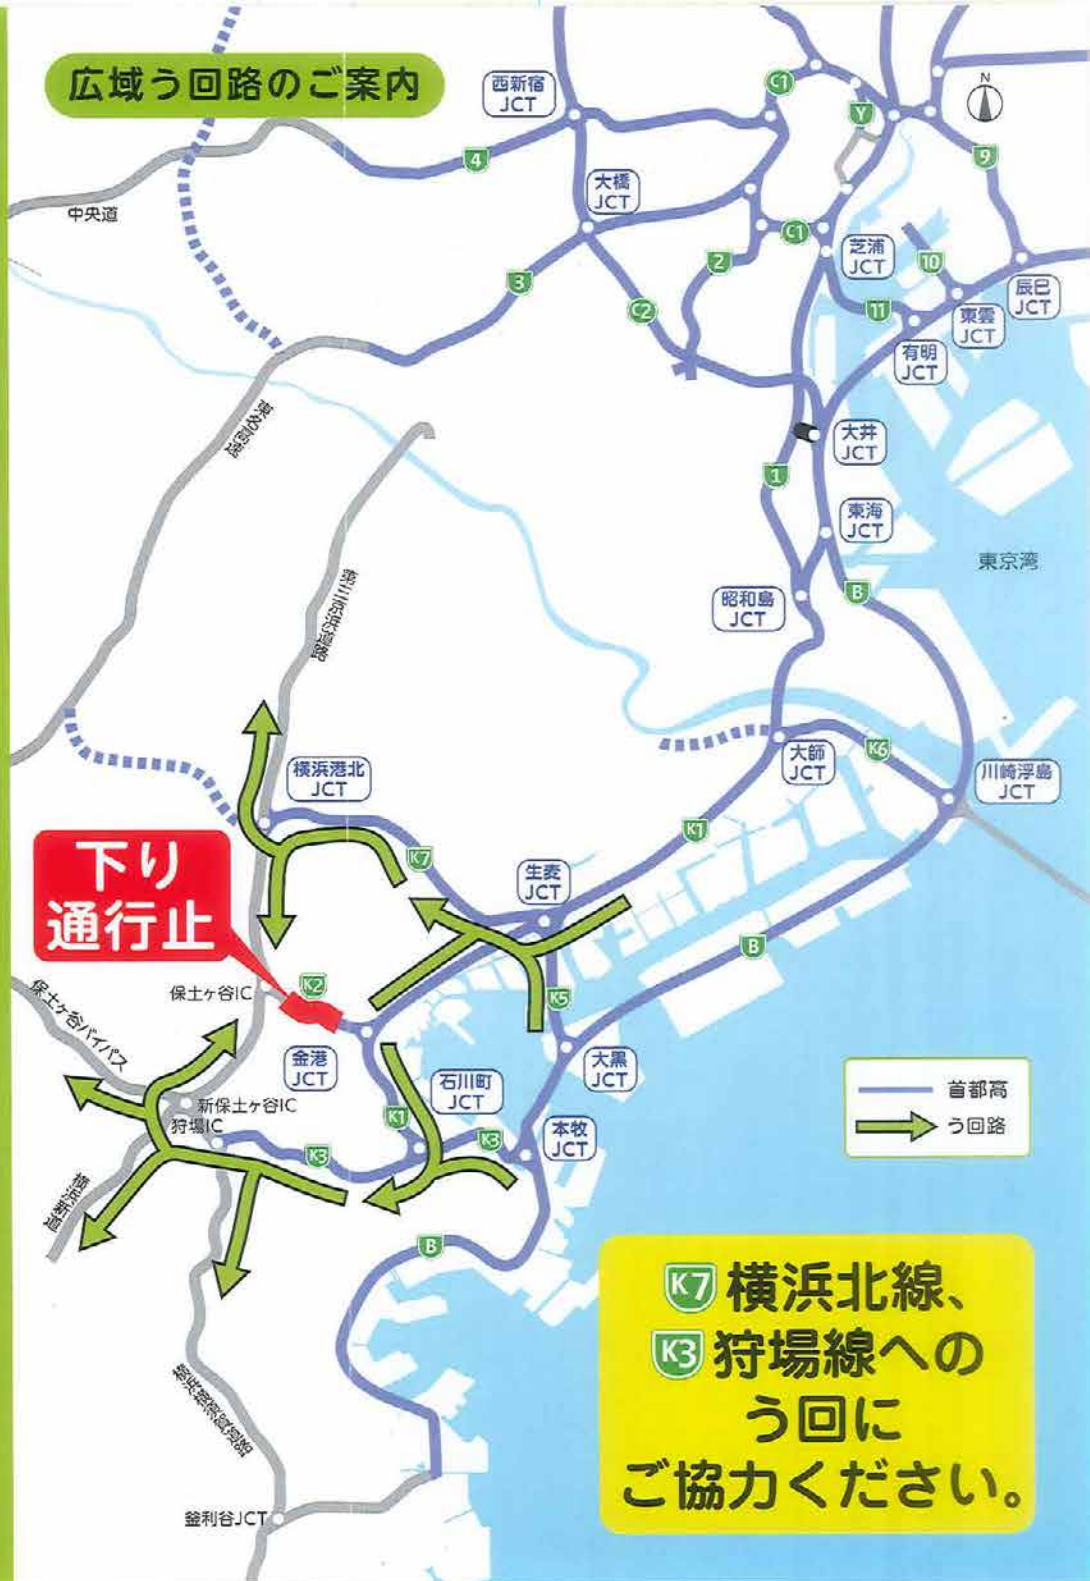 広域う回路のご案内
西新宿
JCT
C1
Y
N
9
4
大橋
JCT
中央道
C1
2
芝浦
JCT
10
3
C2
11
辰巳
JCT
東雲
JCT
有明
JCT
東名高速
大井
JCT
1
東海
JCT
東京湾
第三京浜道路
昭和島
JCT
B
横浜港北
JCT
大師
JCT
K6
川崎浮島
JCT
下り
通行止
K7
K1
生麦
JCT
B
保土ヶ谷IC
K2
K5
保土ヶ谷バイパス
金港
JCT
石川町
JCT
大黒
JCT
首都高
う回路
新保土ヶ谷IC
狩場IC
K1
K3
K3
本牧
JCT
横浜新道
B
K7 横浜北線、
K3 狩場線への
う回に
ご協力ください。
横浜横須賀道路
釜利谷JCT